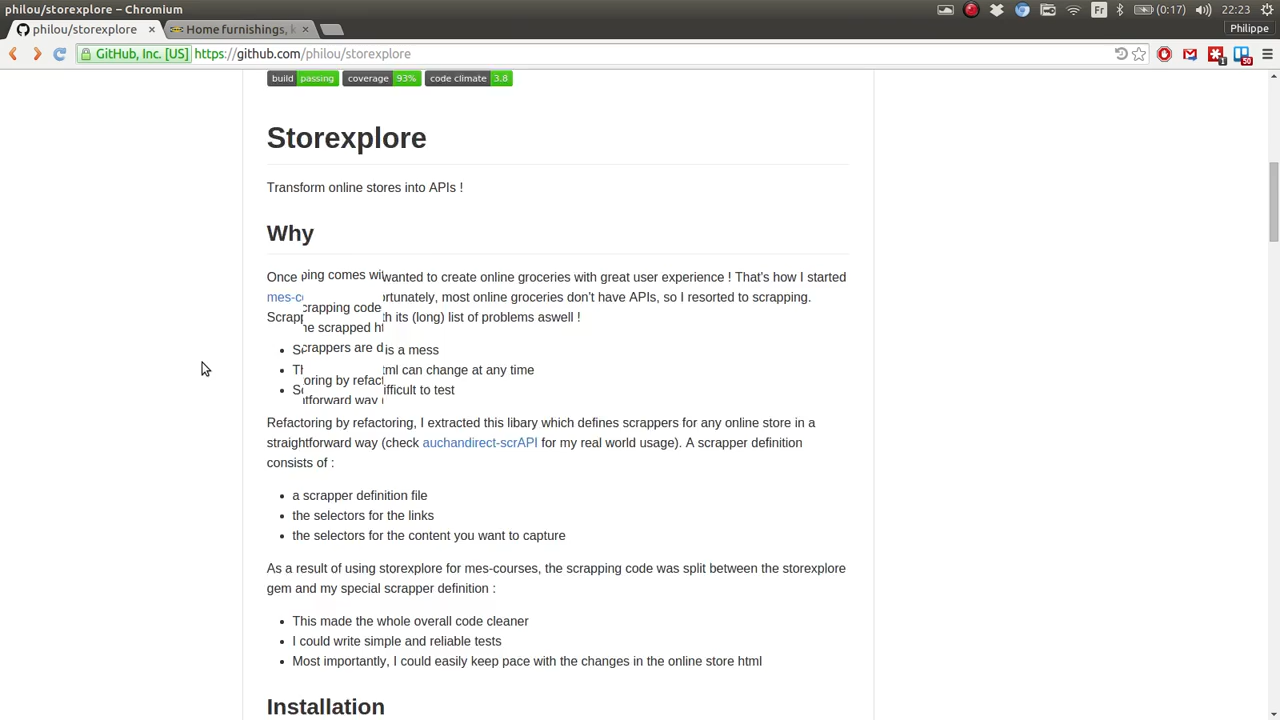 philou/storexplore – Chromium
Fr
(0:17)
22:23
philou/storexplore ×
Home furnishings, k ×
Philippe
GitHub, Inc. [US] https://github.com/philou/storexplore
1
50
build passing coverage 93% code climate 3.8
Storexplore
Transform online stores into APIs !
Why
Once ping comes wi wanted to create online groceries with great user experience ! That's how I started
mes-c rtunately, most online groceries don't have APIs, so I resorted to scrapping.
crapping code
Scrapp th its (long) list of problems aswell !
ne scrapped ht
crappers are d
is a mess
Th tml can change at any time
oring by refact
ifficult to test
tforward way
Refactoring by refactoring, I extracted this libary which defines scrappers for any online store in a
straightforward way (check auchandirect-scrAPI for my real world usage). A scrapper definition
consists of :
• a scrapper definition file
• the selectors for the links
• the selectors for the content you want to capture
As a result of using storexplore for mes-courses, the scrapping code was split between the storexplore
gem and my special scrapper definition :
• This made the whole overall code cleaner
• I could write simple and reliable tests
• Most importantly, I could easily keep pace with the changes in the online store html
Installation